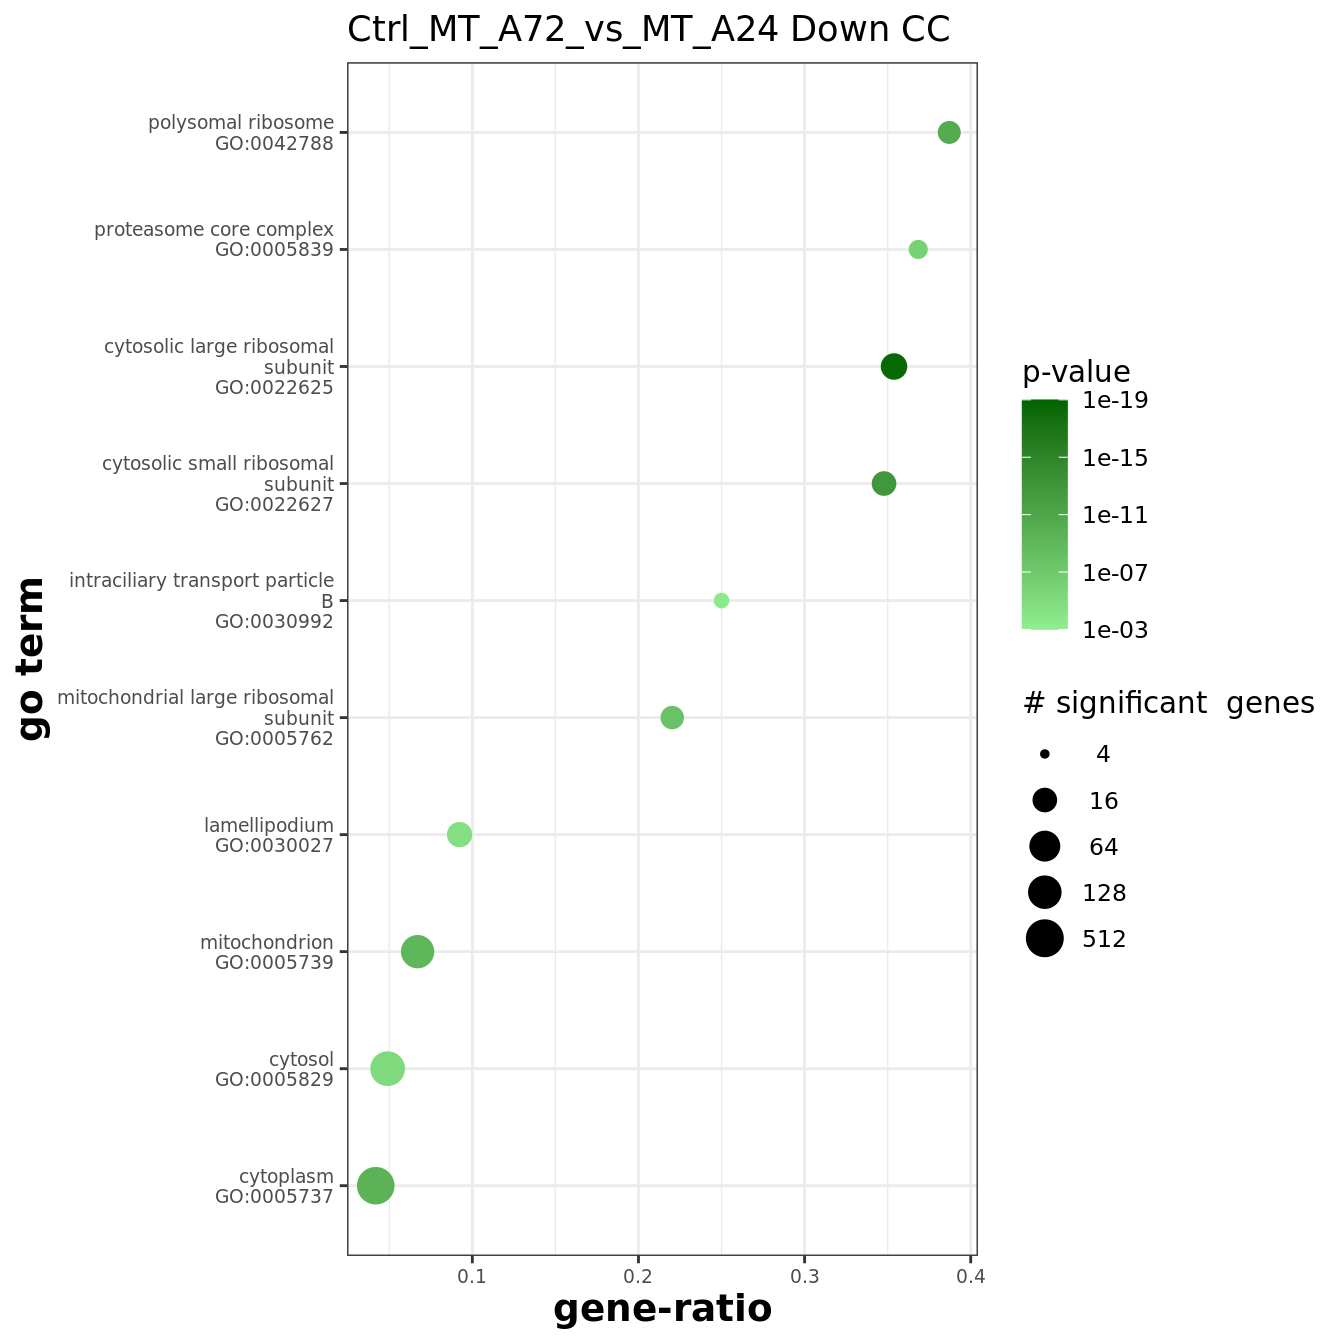 Ctrl_MT_A72_vs_MT_A24 Down CC
polysomal ribosome
GO:0042788
proteasome core complex
GO:0005839
cytosolic large ribosomal
subunit
GO:0022625
cytosolic small ribosomal
subunit
GO:0022627
intraciliary transport particle
B
GO:0030992
mitochondrial large ribosomal
subunit
GO:0005762
lamellipodium
GO:0030027
mitochondrion
GO:0005739
cytosol
GO:0005829
cytoplasm
GO:0005737
go term
0.1 0.2 0.3 0.4
gene-ratio
p-value
1e-19
1e-15
1e-11
1e-07
1e-03
# significant  genes
4
16
64
128
512